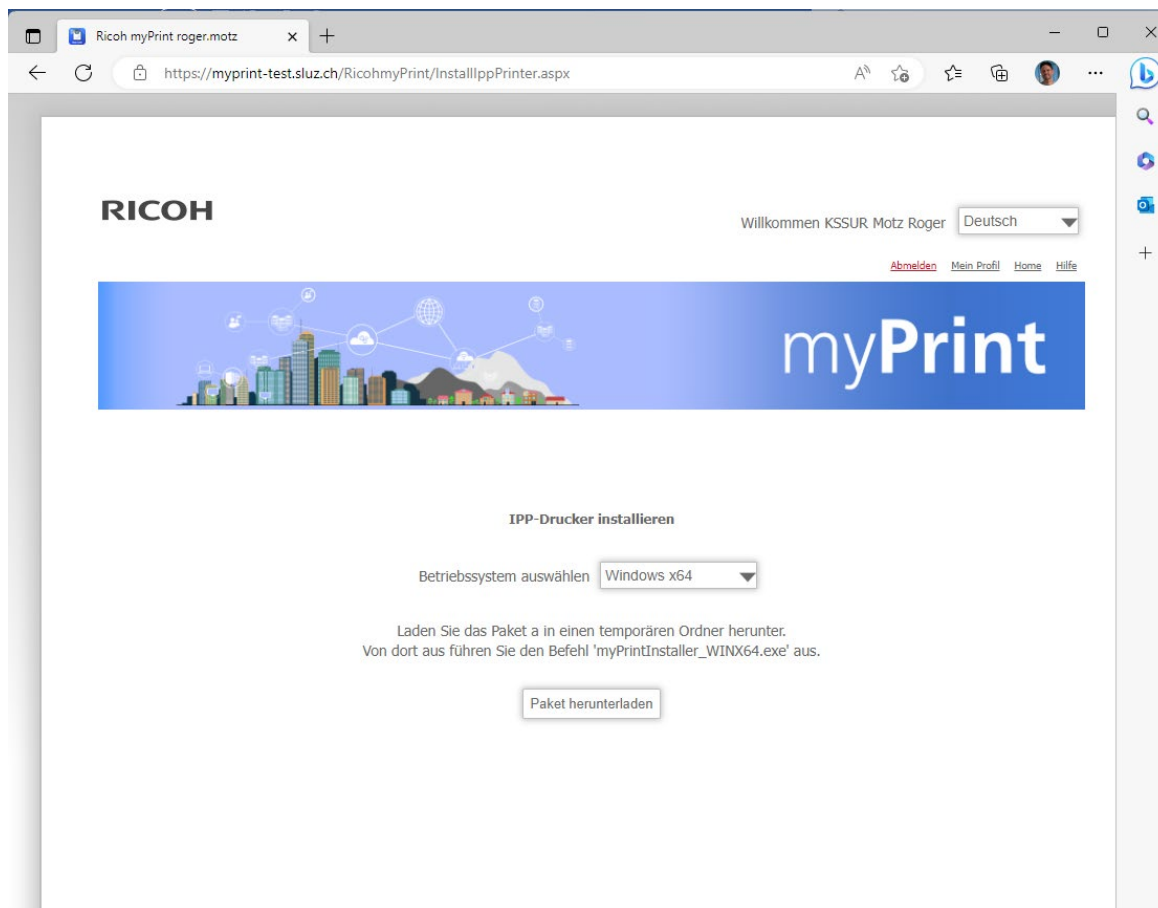 Ricoh myPrint roger.motz
https://myprint-test.sluz.ch/RicohmyPrint/InstallIppPrinter.aspx
RICOH
Willkommen KSSUR Motz Roger Deutsch
Abmelden Mein Profil Home Hilfe
myPrint
IPP-Drucker installieren
Betriebssystem auswählen Windows x64
Laden Sie das Paket a in einen temporären Ordner herunter.
Von dort aus führen Sie den Befehl 'myPrintInstaller_WINX64.exe' aus.
Paket herunterladen